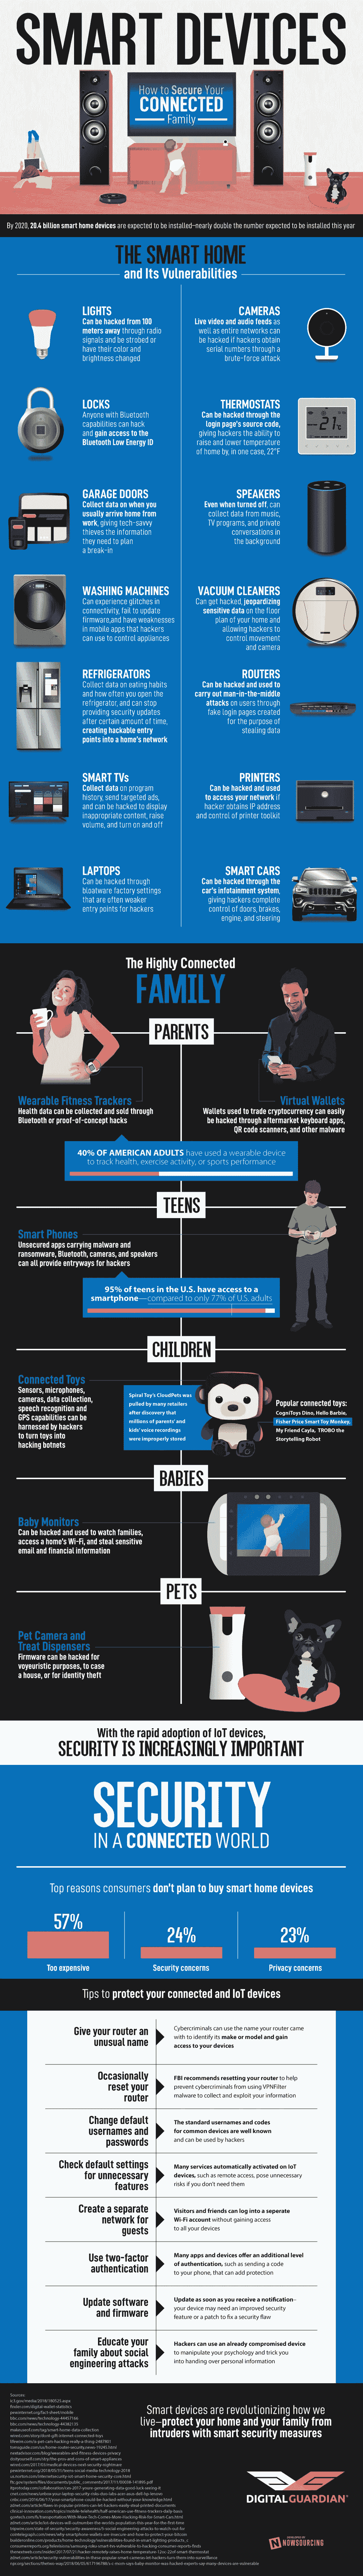 SMART DEVICES
How to Secure Your
CONNECTED
Family
By 2020, 20.4 billion smart home devices are expected to be installed–nearly double the number expected to be installed this year
THE SMART HOME
and Its Vulnerabilities
LIGHTS
Can be hacked from 100
meters away through radio
signals and be strobed or
have their color and
brightness changed
CAMERAS
Live video and audio feeds as
well as entire networks can
be hacked if hackers obtain
serial numbers through a
brute-force attack
LOCKS
Anyone with Bluetooth
capabilities can hack
and gain access to the
Bluetooth Low Energy ID
THERMOSTATS
Can be hacked through the
login page's source code,
giving hackers the ability to
raise and lower temperature
of home by, in one case, 22°F
GARAGE DOORS
Collect data on when you
usually arrive home from
work, giving tech-savvy
thieves the information
they need to plan
a break-in
SPEAKERS
Even when turned off, can
collect data from music,
TV programs, and private
conversations in
the background
WASHING MACHINES
Can experience glitches in
connectivity, fail to update
firmware,and have weaknesses
in mobile apps that hackers
can use to control appliances
VACUUM CLEANERS
Can get hacked, jeopardizing
sensitive data on the floor
plan of your home and
allowing hackers to
control movement
and camera
REFRIGERATORS
Collect data on eating habits
and how often you open the
refrigerator, and can stop
providing security updates
after certain amount of time,
creating hackable entry
points into a home's network
ROUTERS
Can be hacked and used to
carry out man-in-the-middle
attacks on users through
fake login pages created
for the purpose of
stealing data
SMART TVs
Collect data on program
history, send targeted ads,
and can be hacked to display
inappropriate content, raise
volume, and turn on and off
PRINTERS
Can be hacked and used
to access your network if
hacker obtains IP address
and control of printer toolkit
LAPTOPS
Can be hacked through
bloatware factory settings
that are often weaker
entry points for hackers
SMART CARS
Can be hacked through the
car's infotainment system,
giving hackers complete
control of doors, brakes,
engine, and steering
The Highly Connected
FAMILY
PARENTS
Wearable Fitness Trackers
Health data can be collected and sold through
Bluetooth or proof-of-concept hacks
Virtual Wallets
Wallets used to trade cryptocurrency can easily
be hacked through aftermarket keyboard apps,
QR code scanners, and other malware
40% OF AMERICAN ADULTS have used a wearable device
to track health, exercise activity, or sports performance
TEENS
Smart Phones
Unsecured apps carrying malware and
ransomware, Bluetooth, cameras, and speakers
can all provide entryways for hackers
95% of teens in the U.S. have access to a
smartphone—compared to only 77% of U.S. adults
CHILDREN
Connected Toys
Sensors, microphones,
cameras, data collection,
speech recognition and
GPS capabilities can be
harnessed by hackers
to turn toys into
hacking botnets
Spiral Toy's CloudPets was
pulled by many retailers
after discovery that
millions of parents' and
kids' voice recordings
were improperly stored
Popular connected toys:
CogniToys Dino, Hello Barbie,
Fisher Price Smart Toy Monkey,
My Friend Cayla, TROBO the
Storytelling Robot
BABIES
Baby Monitors
Can be hacked and used to watch families,
access a home's Wi-Fi, and steal sensitive
email and financial information
PETS
Pet Camera and
Treat Dispensers
Firmware can be hacked for
voyeuristic purposes, to case
a house, or for identity theft
With the rapid adoption of IoT devices,
SECURITY IS INCREASINGLY IMPORTANT
SECURITY
IN A CONNECTED WORLD
Top reasons consumers don't plan to buy smart home devices
57%
24%
23%
Too expensive
Security concerns
Privacy concerns
Tips to protect your connected and IoT devices
Give your router an
unusual name
Cybercriminals can use the name your router came
with to identify its make or model and gain
access to your devices
Occasionally
reset your
router
FBI recommends resetting your router to help
prevent cybercriminals from using VPNFilter
malware to collect and exploit your information
Change default
usernames and
passwords
The standard usernames and codes
for common devices are well known
and can be used by hackers
Check default settings
for unnecessary
features
Many services automatically activated on IoT
devices, such as remote access, pose unnecessary
risks if you don't need them
Create a separate
network for
guests
Visitors and friends can log into a seperate
Wi-Fi account without gaining access
to all your devices
Use two-factor
authentication
Many apps and devices offer an additional level
of authentication, such as sending a code
to your phone, that can add protection
Update software
and firmware
Update as soon as you receive a notification–
your device may need an improved security
feature or a patch to fix a security flaw
Educate your
family about social
engineering attacks
Hackers can use an already compromised device
to manipulate your psychology and trick you
into handing over personal information
Sources:
Smart devices are revolutionizing how we
live–protect your home and your family from
intruders with smart security measures
DIGITALGUARDIAN
NOWSOURCING